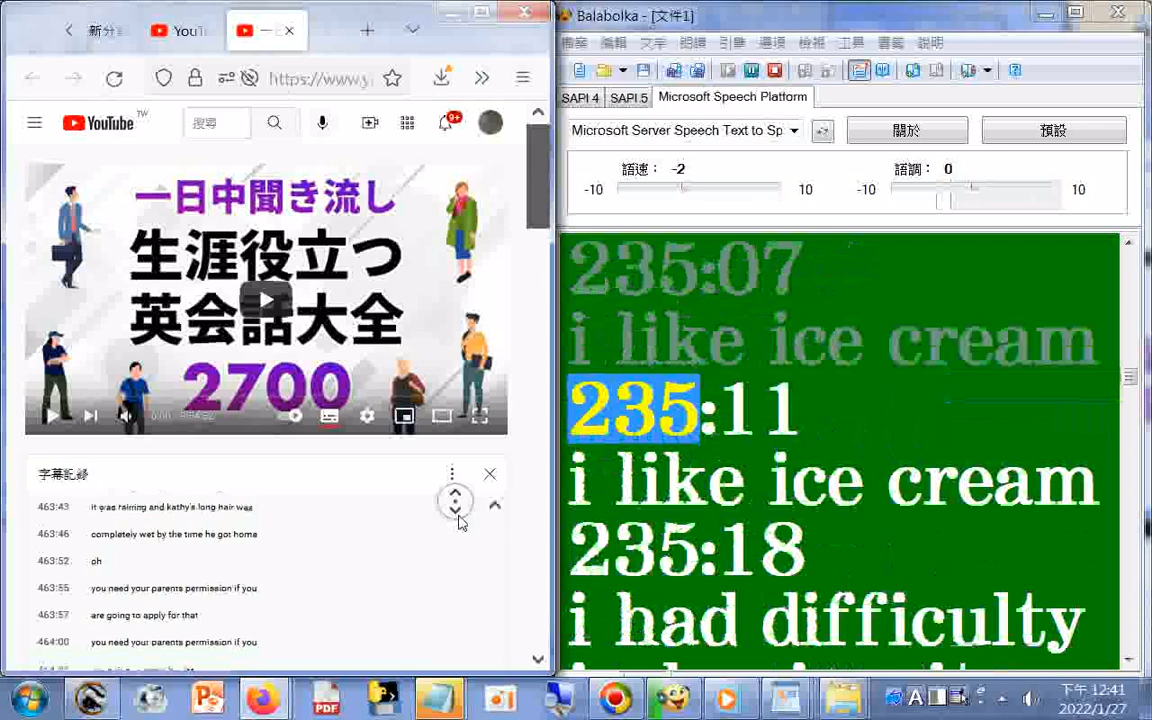 新分
YouT
一 E
https://www.y
YouTube TW
搜尋
9+
一日中聞き流し
生涯役立つ
英会話大全
2700
字幕記錄
463:43 it was raining and kathy's long hair was
463:46 completely wet by the time he got home
463:52 oh
463:55 you need your parents permission if you
463:57 are going to apply for that
464:00 you need your parents permission if you
Balabolka - [文件1]
檔案 編輯 文字 朗讀 引擎 選項 檢視 工具 書籤 說明
SAPI 4 SAPI 5 Microsoft Speech Platform
Microsoft Server Speech Text to Sp
關於 預設
語速： -2 語調： 0
-10 10 -10 10
235:07
i like ice cream
235:11
i like ice cream
235:18
i had difficulty
PDF
A
下午 12:41
2022/1/27